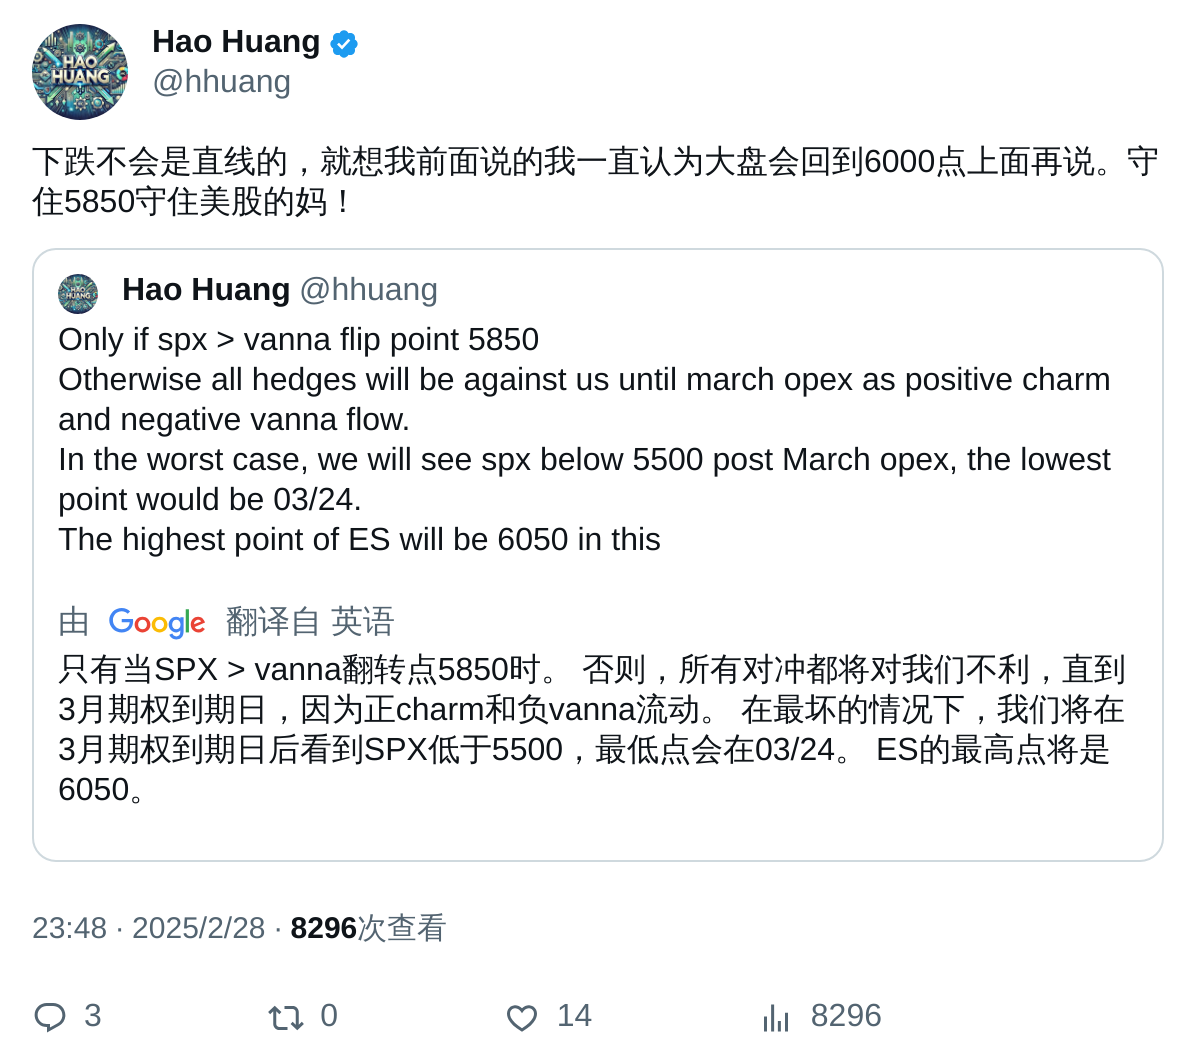 HAO
HUANG
Hao Huang
@hhuang
下跌不会是直线的，就想我前面说的我一直认为大盘会回到6000点上面再说。守
住5850守住美股的妈！
HAO
HUANG
Hao Huang @hhuang
Only if spx > vanna flip point 5850
Otherwise all hedges will be against us until march opex as positive charm
and negative vanna flow.
In the worst case, we will see spx below 5500 post March opex, the lowest
point would be 03/24.
The highest point of ES will be 6050 in this
由 Google 翻译自 英语
只有当SPX > vanna翻转点5850时。 否则，所有对冲都将对我们不利，直到
3月期权到期日，因为正charm和负vanna流动。 在最坏的情况下，我们将在
3月期权到期日后看到SPX低于5500，最低点会在03/24。 ES的最高点将是
6050。
23:48 · 2025/2/28 · 8296次查看
3 0 14 8296